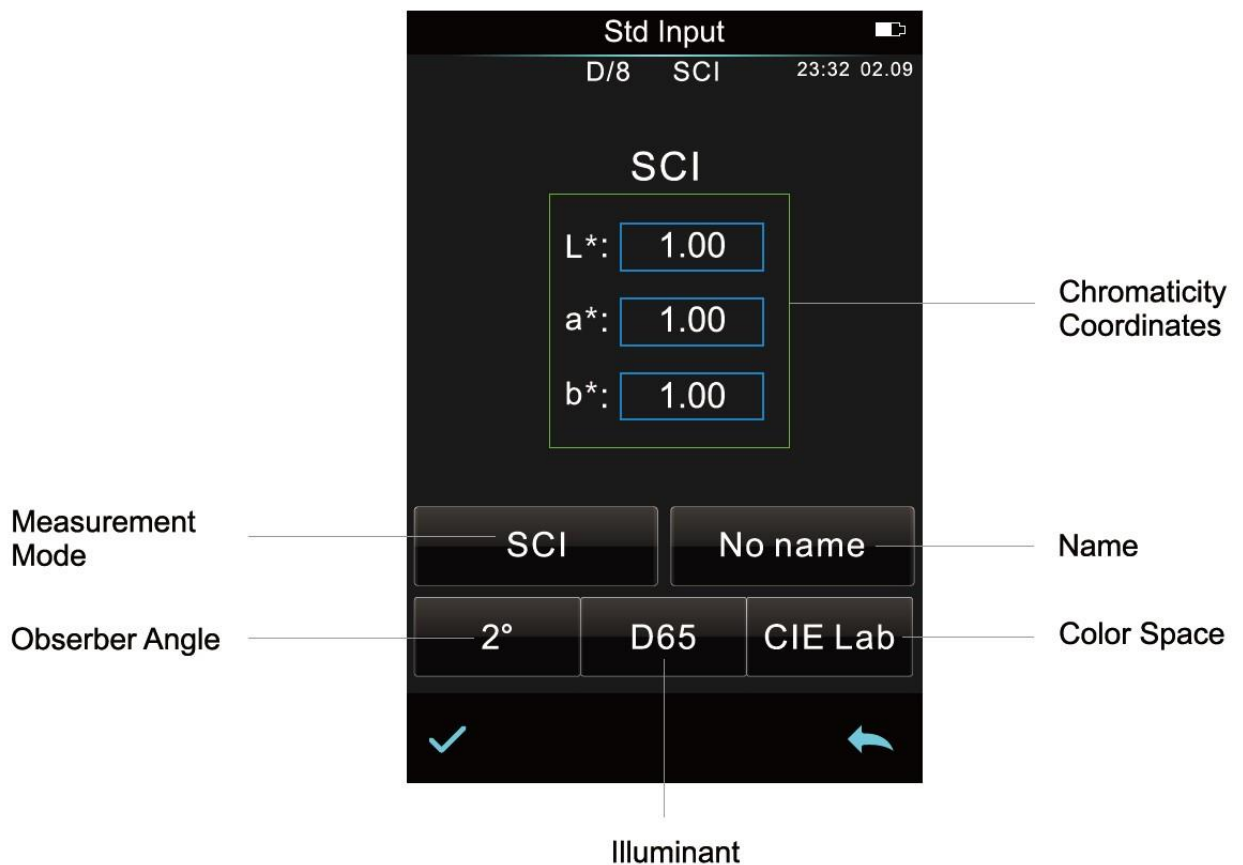 Std Input
D/8 SCI 23:32 02.09
SCI
L*: 1.00
a*: 1.00
b*: 1.00
Chromaticity
Coordinates
Measurement
Mode
SCI
No name
Name
Obserber Angle
2°
D65
CIE Lab
Color Space
Illuminant